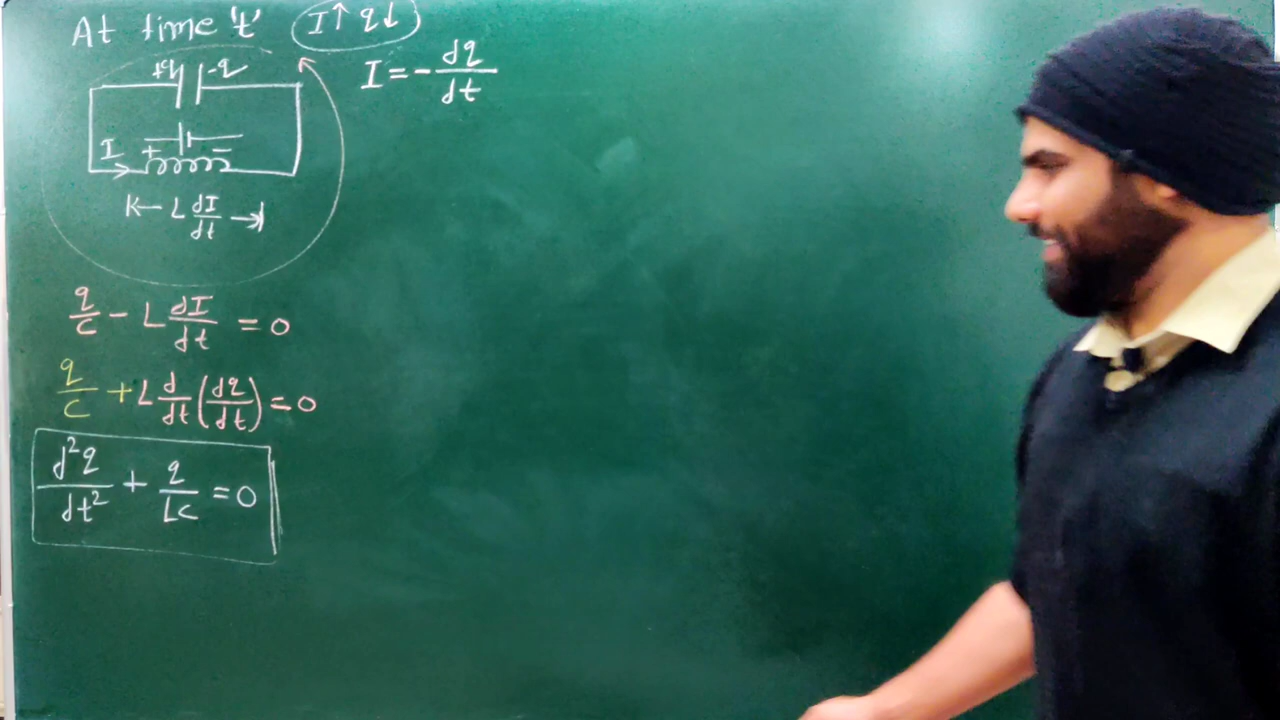 At time 't' I↑ q↓
I = - dq/dt
+q -q
I + -
L dI/dt
q/c - L dI/dt = 0
q/c + L d/dt (dq/dt) = 0
d²q/dt² + q/LC = 0